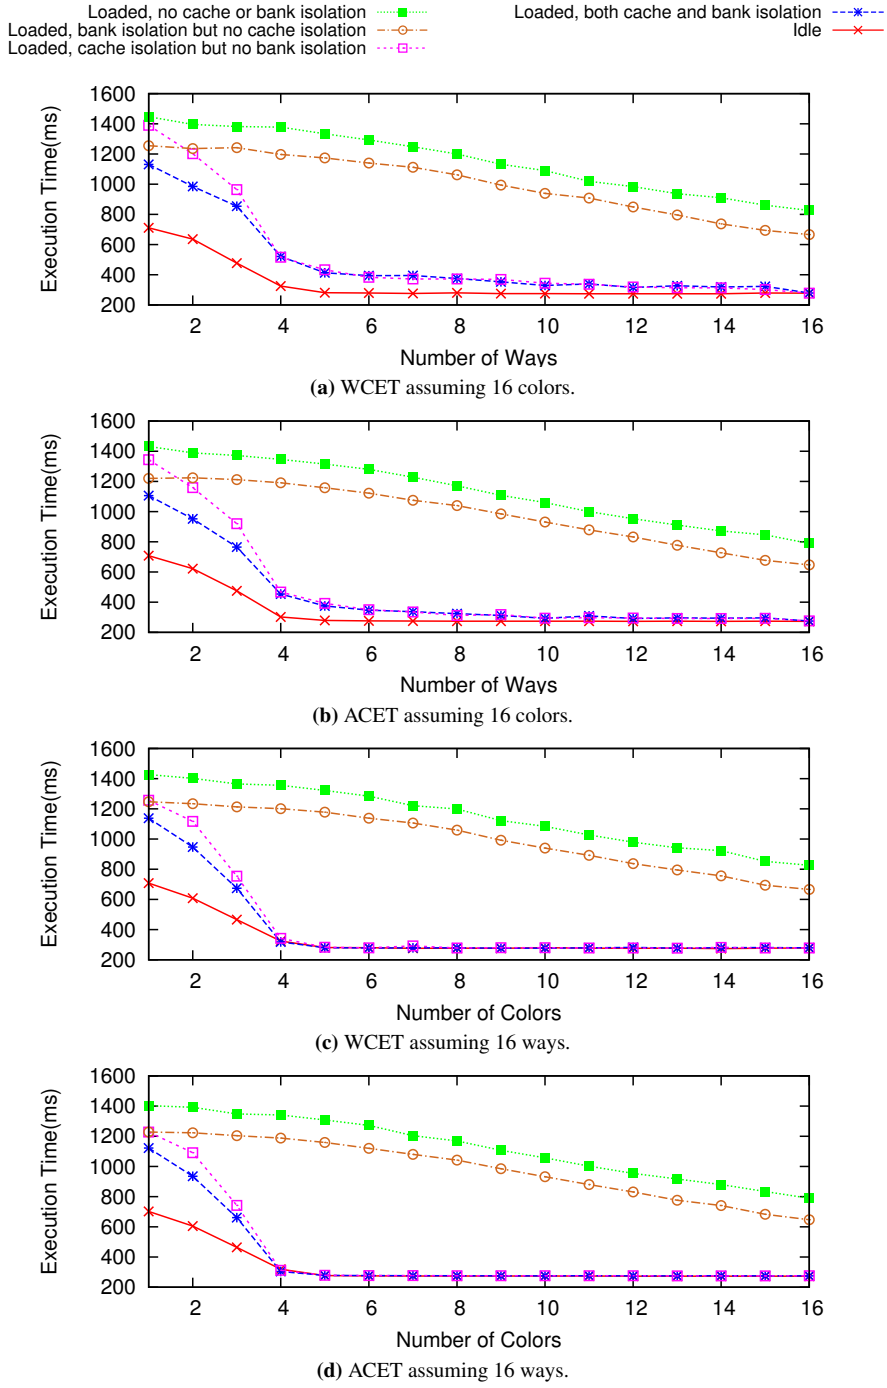 Loaded, no cache or bank isolation
Loaded, bank isolation but no cache isolation
Loaded, cache isolation but no bank isolation
Loaded, both cache and bank isolation
Idle
1600
1400
1200
1000
800
600
400
200
Execution Time(ms)
2 4 6 8 10 12 14 16
Number of Ways
(a) WCET assuming 16 colors.
1600
1400
1200
1000
800
600
400
200
Execution Time(ms)
2 4 6 8 10 12 14 16
Number of Ways
(b) ACET assuming 16 colors.
1600
1400
1200
1000
800
600
400
200
Execution Time(ms)
2 4 6 8 10 12 14 16
Number of Colors
(c) WCET assuming 16 ways.
1600
1400
1200
1000
800
600
400
200
Execution Time(ms)
2 4 6 8 10 12 14 16
Number of Colors
(d) ACET assuming 16 ways.